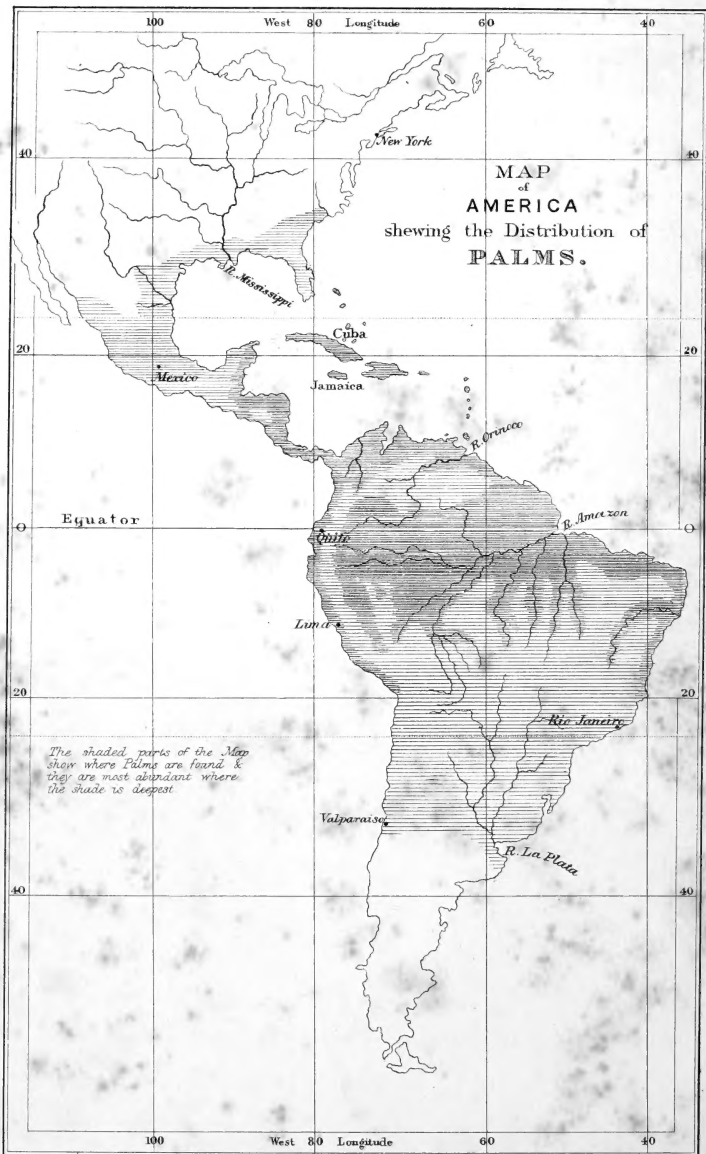 100 West 80 Longitude 60 40
40 New York 40
MAP
of
AMERICA
shewing the Distribution of
PALMS.
R. Mississippi
Cuba
20 20
Mexico
Jamaica
R. Orinoco
R. Amazon
0 Equator 0
Quito
Lima
20 20
Rio Janeiro
The shaded parts of the Map
show where Palms are found &
they are most abundant where
the shade is deepest
Valparaiso
R. La Plata
40 40
100 West 80 Longitude 60 40